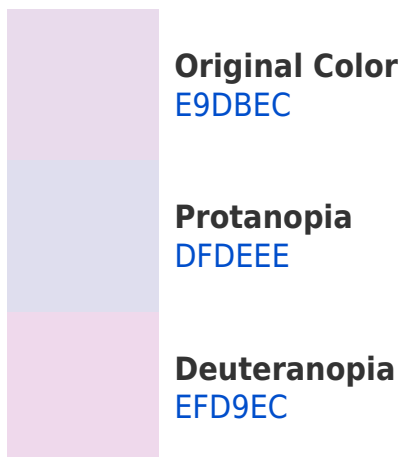 Original Color
E9DBEC
Protanopia
DFDEEE
Deuteranopia
EFD9EC